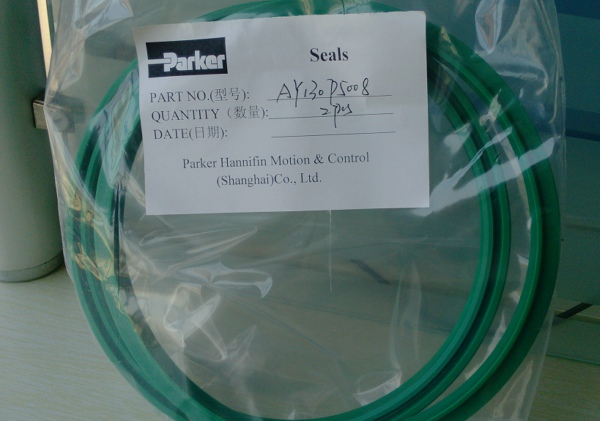 Parker
Seals
PART NO.(型号): AY130P5008
QUANTITY（数量): 2pcs
DATE(日期):
Parker Hannifin Motion & Control
(Shanghai)Co., Ltd.